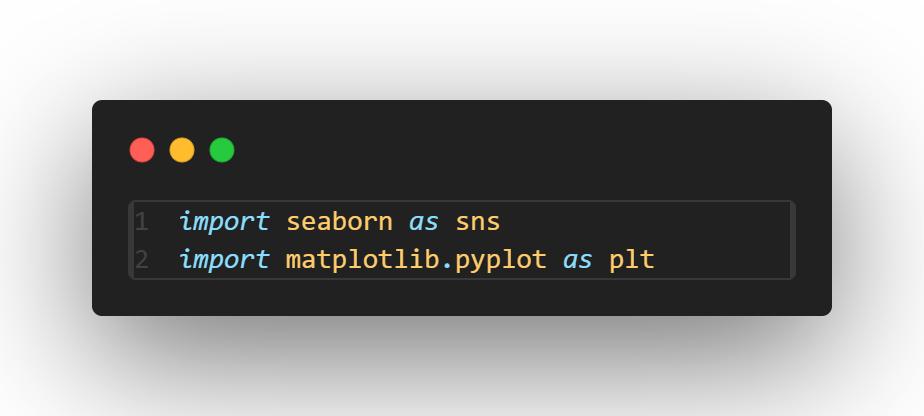 1 import seaborn as sns
2 import matplotlib.pyplot as plt